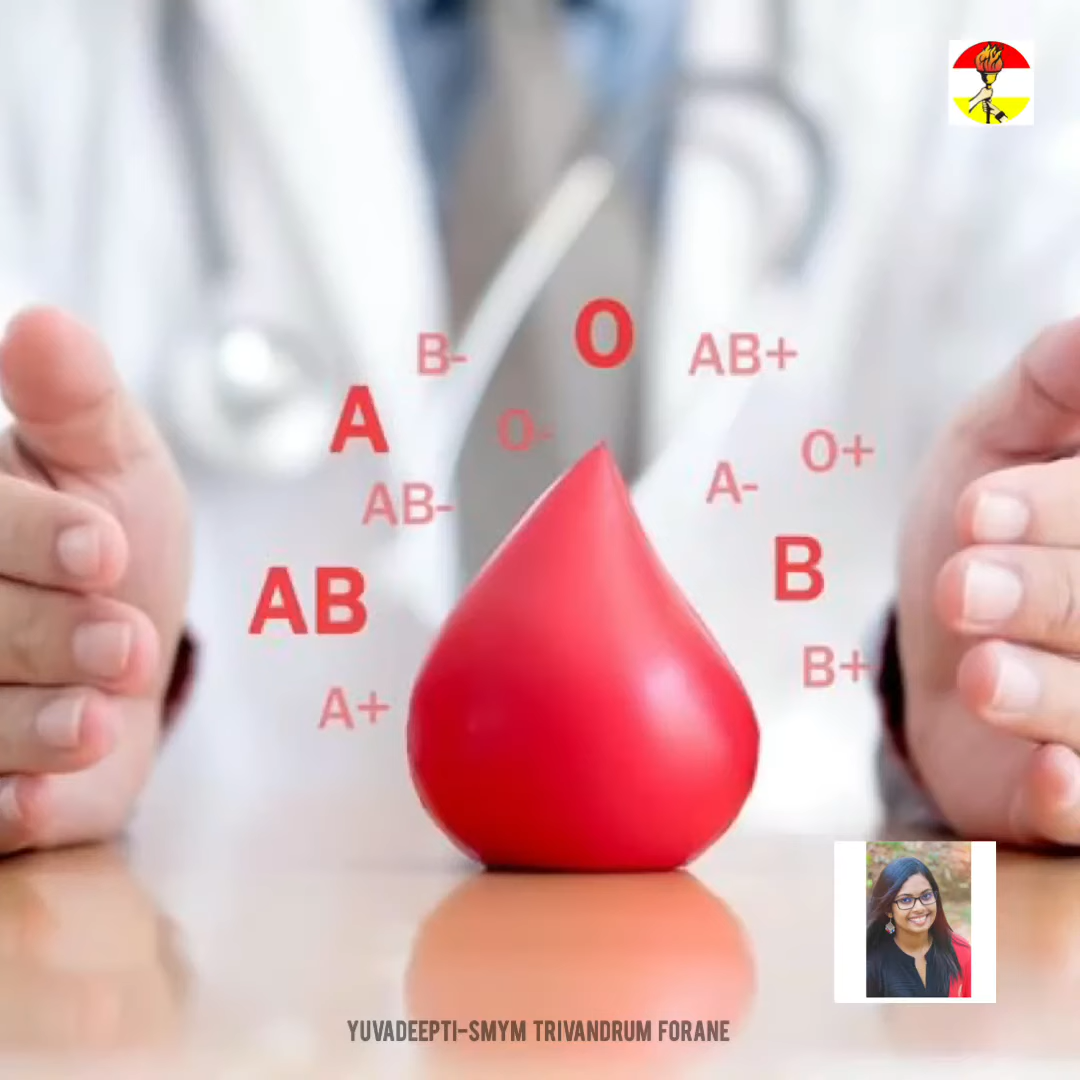 O
B-
AB+
A
O-
O+
A-
AB-
B
AB
B+
A+
YUVADEEPTI-SMYM TRIVANDRUM FORANE